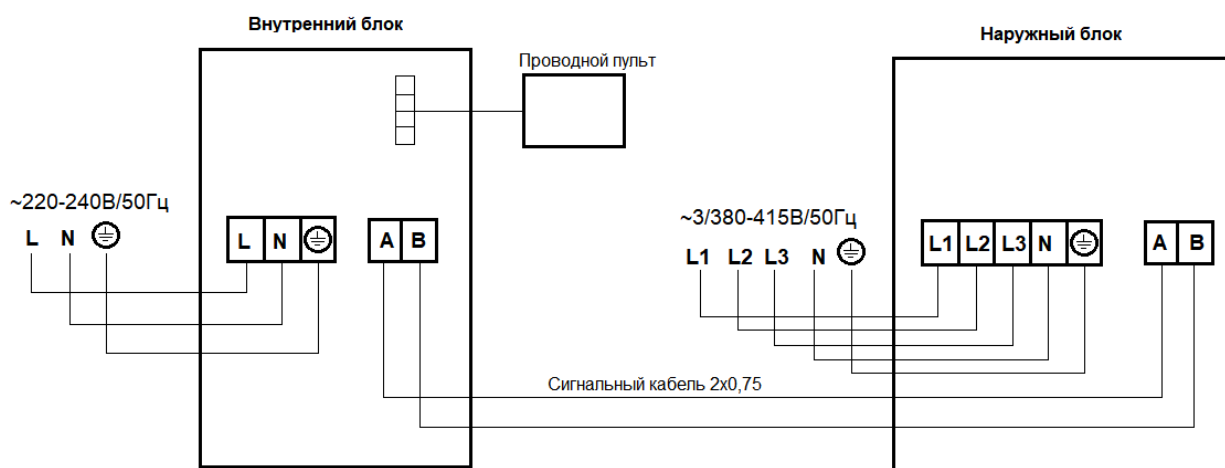 Внутренний блок
Наружный блок
Проводной пульт
~220-240В/50Гц
L N
L N
A B
~3/380-415В/50Гц
L1 L2 L3 N
L1 L2 L3 N
A B
Сигнальный кабель 2x0,75